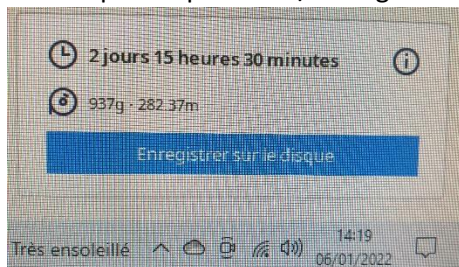 2 jours 15 heures 30 minutes
937g · 282.37m
Enregistrer sur le disque
Très ensoleillé
14:19
06/01/2022